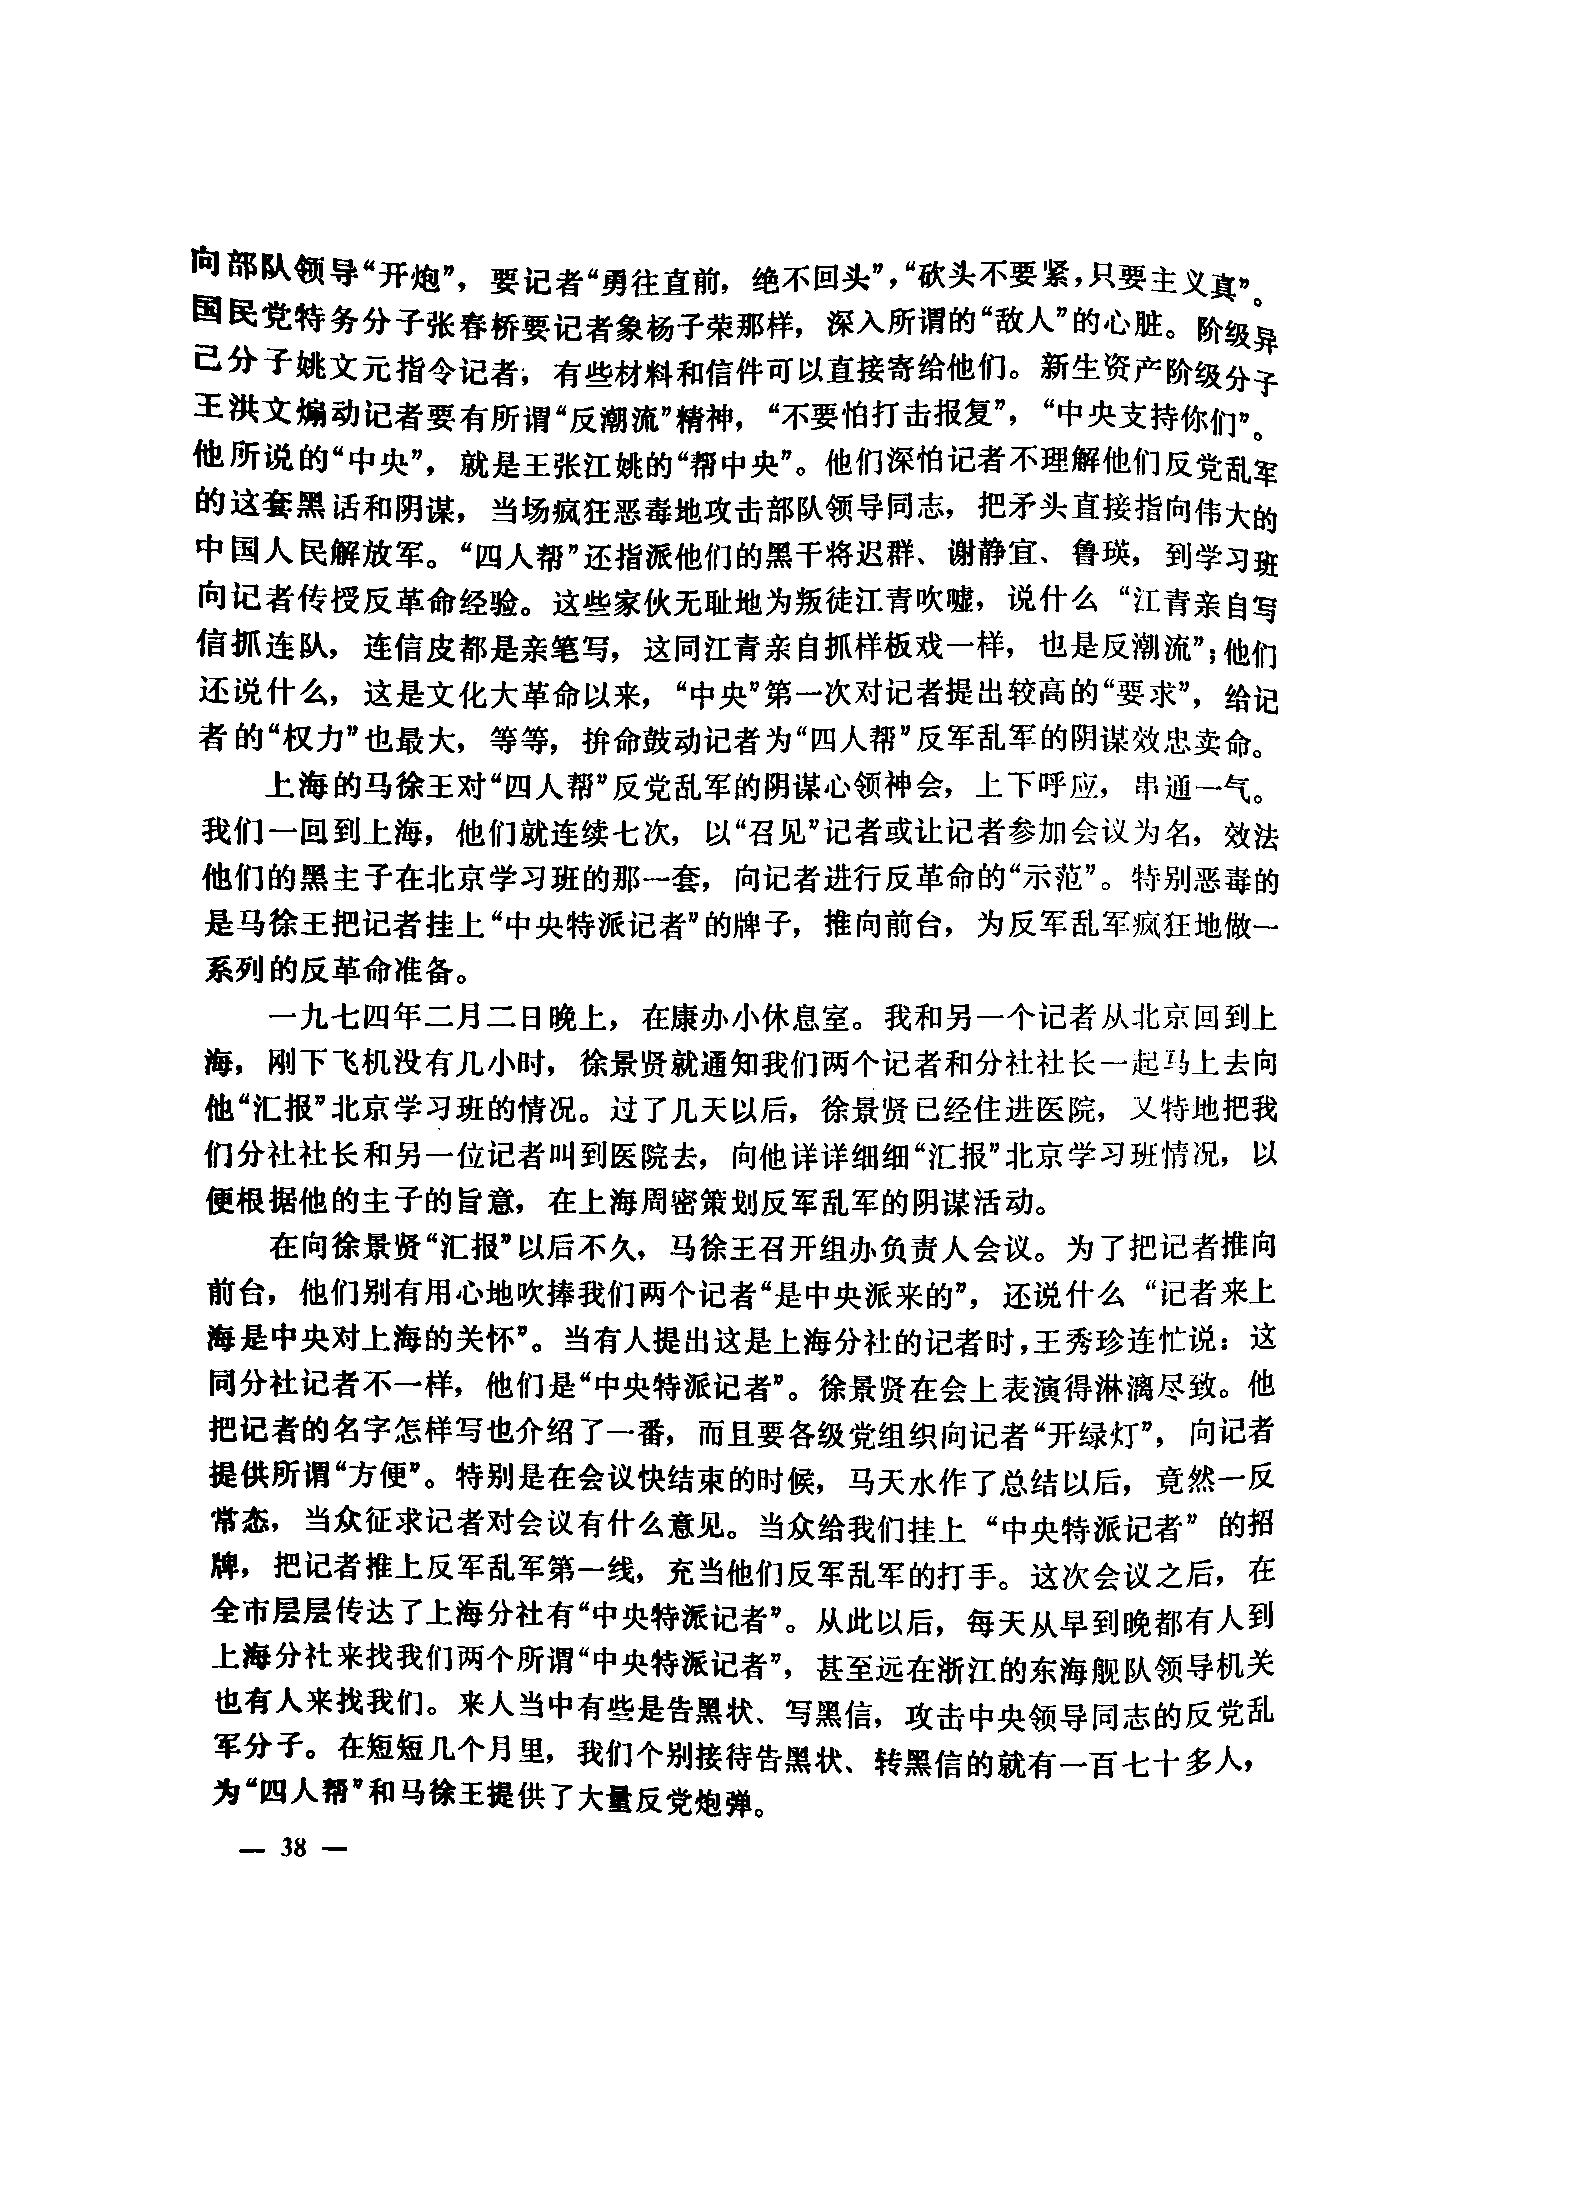 向部队领导“开炮”，要记者“勇往直前，绝不回头”，“砍头不要紧，只要主义真”。
国民党特务分子张春桥要记者象杨子荣那样，深入所谓的“敌人”的心脏。阶级异
己分子姚文元指令记者，有些材料和信件可以直接寄给他们。新生资产阶级分子
王洪文煽动记者要有所谓“反潮流”精神，“不要怕打击报复”，“中央支持你们”。
他所说的“中央”，就是王张江姚的“帮中央”。他们深怕记者不理解他们反党乱军
的这套黑话和阴谋，当场疯狂恶毒地攻击部队领导同志，把矛头直接指向伟大的
中国人民解放军。“四人帮”还指派他们的黑干将迟群、谢静宜、鲁瑛，到学习班
向记者传授反革命经验。这些家伙无耻地为叛徒江青吹嘘，说什么“江青亲自写
信抓连队，连信皮都是亲笔写，这同江青亲自抓样板戏一样，也是反潮流”；他们
还说什么，这是文化大革命以来，“中央”第一次对记者提出较高的“要求”，给记
者的“权力”也最大，等等，拚命鼓动记者为“四人帮”反军乱军的阴谋效忠卖命。
上海的马徐王对“四人帮”反党乱军的阴谋心领神会，上下呼应，串通一气。
我们一回到上海，他们就连续七次，以“召见”记者或让记者参加会议为名，效法
他们的黑主子在北京学习班的那一套，向记者进行反革命的“示范”。特别恶毒的
是马徐王把记者挂上“中央特派记者”的牌子，推向前台，为反军乱军疯狂地做一
系列的反革命准备。
一九七四年二月二日晚上，在康办小休息室。我和另一个记者从北京回到上
海，刚下飞机没有几小时，徐景贤就通知我们两个记者和分社社长一起马上去向
他“汇报”北京学习班的情况。过了几天以后，徐景贤已经住进医院，又特地把我
们分社社长和另一位记者叫到医院去，向他详详细细“汇报”北京学习班情况，以
便根据他的主子的旨意，在上海周密策划反军乱军的阴谋活动。
在向徐景贤“汇报”以后不久，马徐王召开组办负责人会议。为了把记者推向
前台，他们别有用心地吹捧我们两个记者“是中央派来的”，还说什么“记者来上
海是中央对上海的关怀”。当有人提出这是上海分社的记者时，王秀珍连忙说：这
同分社记者不一样，他们是“中央特派记者”。徐景贤在会上表演得淋漓尽致。他
把记者的名字怎样写也介绍了一番，而且要各级党组织向记者“开绿灯”，向记者
提供所谓“方便”。特别是在会议快结束的时候，马天水作了总结以后，竟然一反
常态，当众征求记者对会议有什么意见。当众给我们挂上“中央特派记者”的招
牌，把记者推上反军乱军第一线，充当他们反军乱军的打手。这次会议之后，在
全市层层传达了上海分社有“中央特派记者”。从此以后，每天从早到晚都有人到
上海分社来找我们两个所谓“中央特派记者”，甚至远在浙江的东海舰队领导机关
也有人来找我们。来人当中有些是告黑状、写黑信，攻击中央领导同志的反党乱
军分子。在短短几个月里，我们个别接待告黑状、转黑信的就有一百七十多人，
为“四人帮”和马徐王提供了大量反党炮弹。
— 38 —